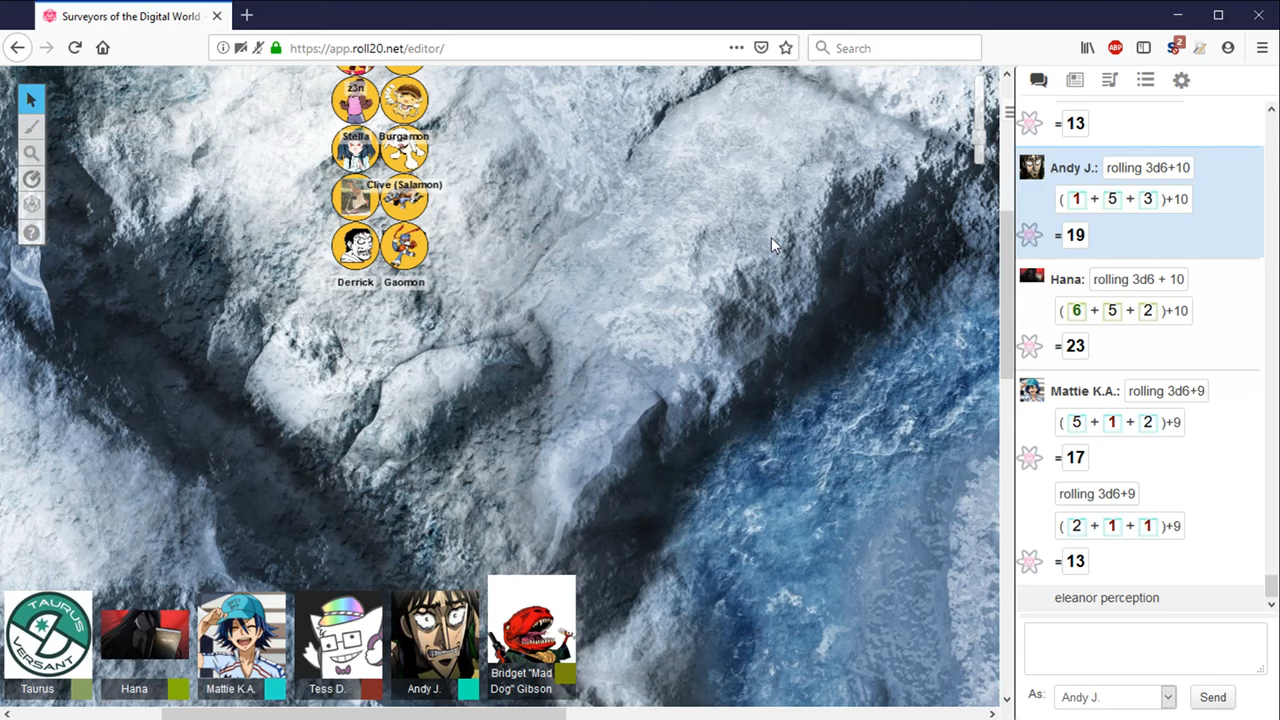 Surveyors of the Digital World
https://app.roll20.net/editor/
Search
ABP
2
z3n
Stella Burgamon
Clive (Salamon)
Derrick Gaomon
= 13
Andy J.: rolling 3d6+10
( 1 + 5 + 3 )+10
= 19
Hana: rolling 3d6 + 10
( 6 + 5 + 2 )+10
= 23
Mattie K.A.: rolling 3d6+9
( 5 + 1 + 2 )+9
= 17
rolling 3d6+9
( 2 + 1 + 1 )+9
= 13
eleanor perception
TAURUS
VERSANT
Taurus
Hana
Mattie K.A.
Tess D.
Andy J.
Bridget "Mad
Dog" Gibson
As: Andy J. Send